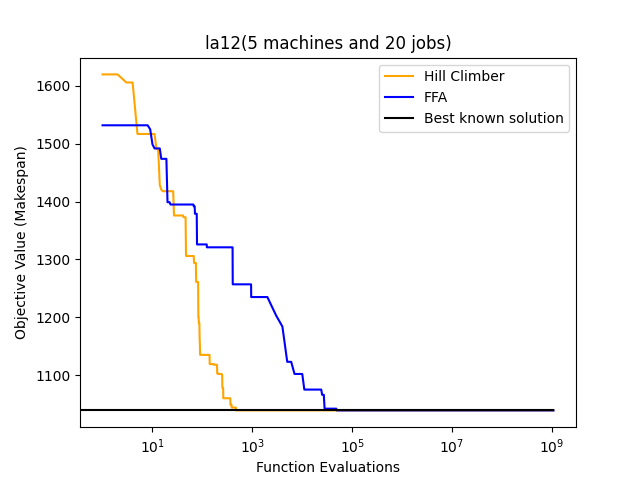 la12(5 machines and 20 jobs)
Hill Climber
FFA
Best known solution
Objective Value (Makespan)
1600
1500
1400
1300
1200
1100
10^1 10^3 10^5 10^7 10^9
Function Evaluations